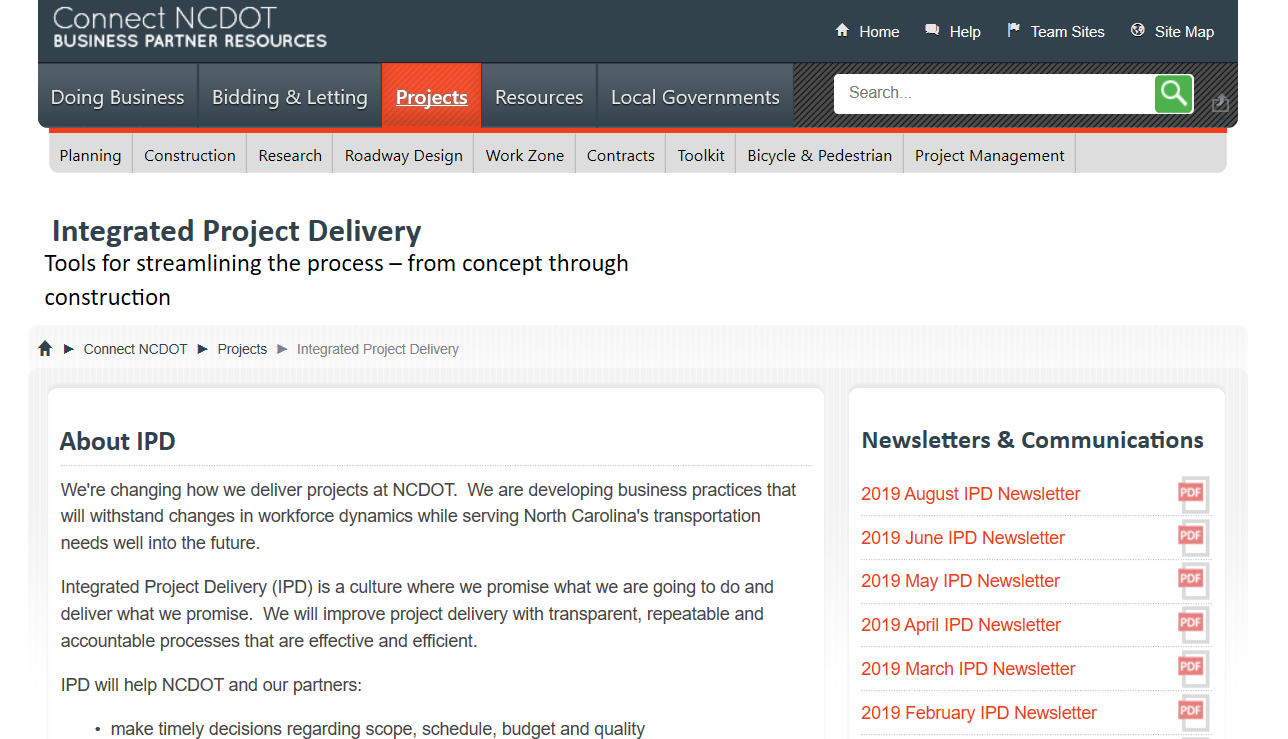 Connect NCDOT
BUSINESS PARTNER RESOURCES
Home Help Team Sites Site Map
Doing Business Bidding & Letting Projects Resources Local Governments Search...
Planning Construction Research Roadway Design Work Zone Contracts Toolkit Bicycle & Pedestrian Project Management
Integrated Project Delivery
Tools for streamlining the process – from concept through
construction
Connect NCDOT ► Projects ► Integrated Project Delivery
About IPD
We're changing how we deliver projects at NCDOT.  We are developing business practices that
will withstand changes in workforce dynamics while serving North Carolina's transportation
needs well into the future.
Integrated Project Delivery (IPD) is a culture where we promise what we are going to do and
deliver what we promise.  We will improve project delivery with transparent, repeatable and
accountable processes that are effective and efficient.
IPD will help NCDOT and our partners:
• make timely decisions regarding scope, schedule, budget and quality
Newsletters & Communications
2019 August IPD Newsletter PDF
2019 June IPD Newsletter PDF
2019 May IPD Newsletter PDF
2019 April IPD Newsletter PDF
2019 March IPD Newsletter PDF
2019 February IPD Newsletter PDF